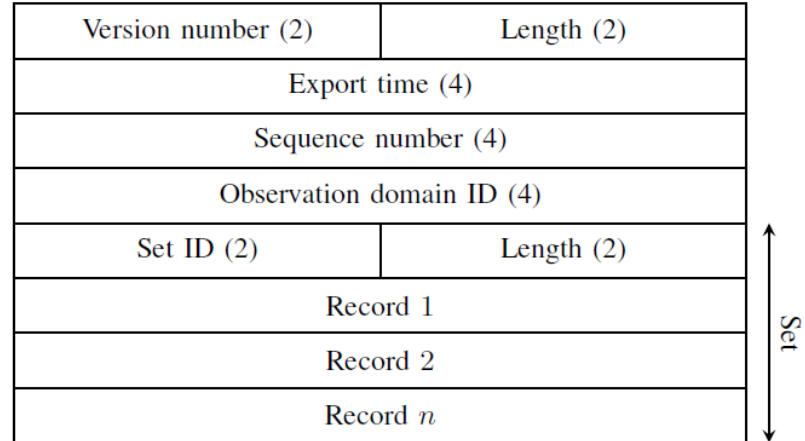 Version number (2) Length (2)
Export time (4)
Sequence number (4)
Observation domain ID (4)
Set ID (2) Length (2)
Record 1
Record 2
Record n
Set